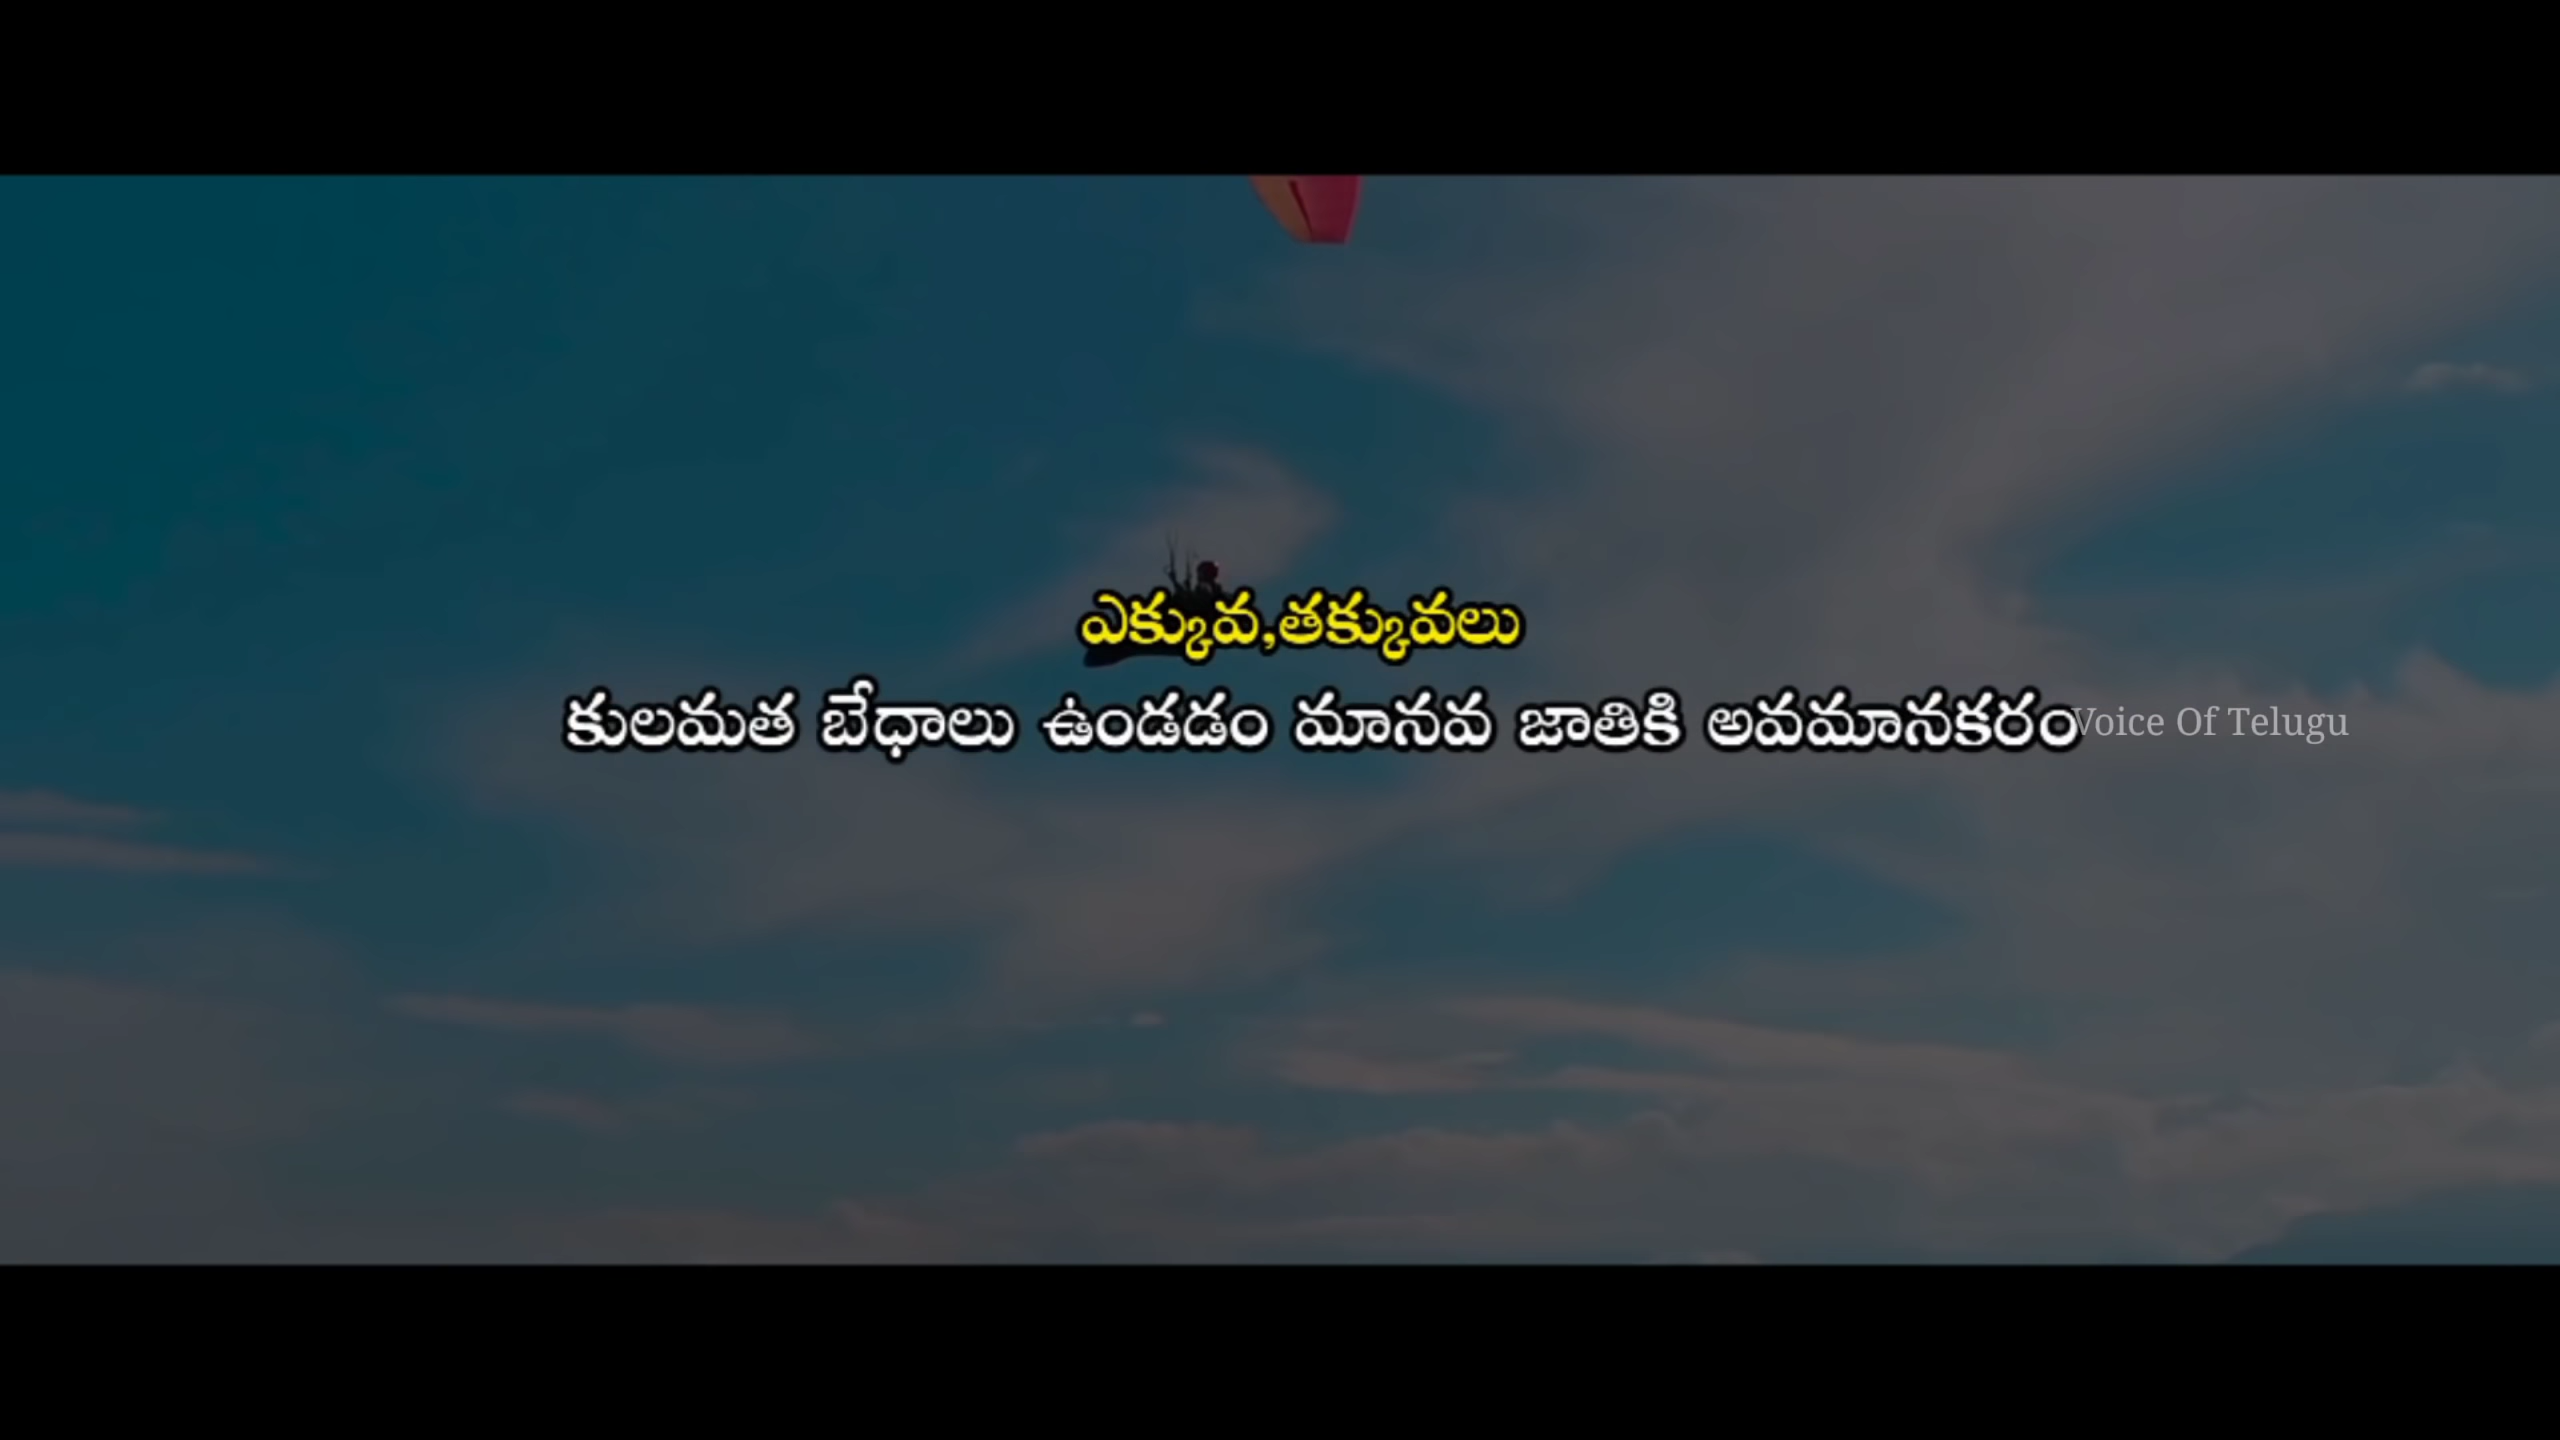 ఎక్కువ,తక్కువలు
కులమత బేధాలు ఉండడం మానవ జాతికి అవమానకరం
Voice Of Telugu